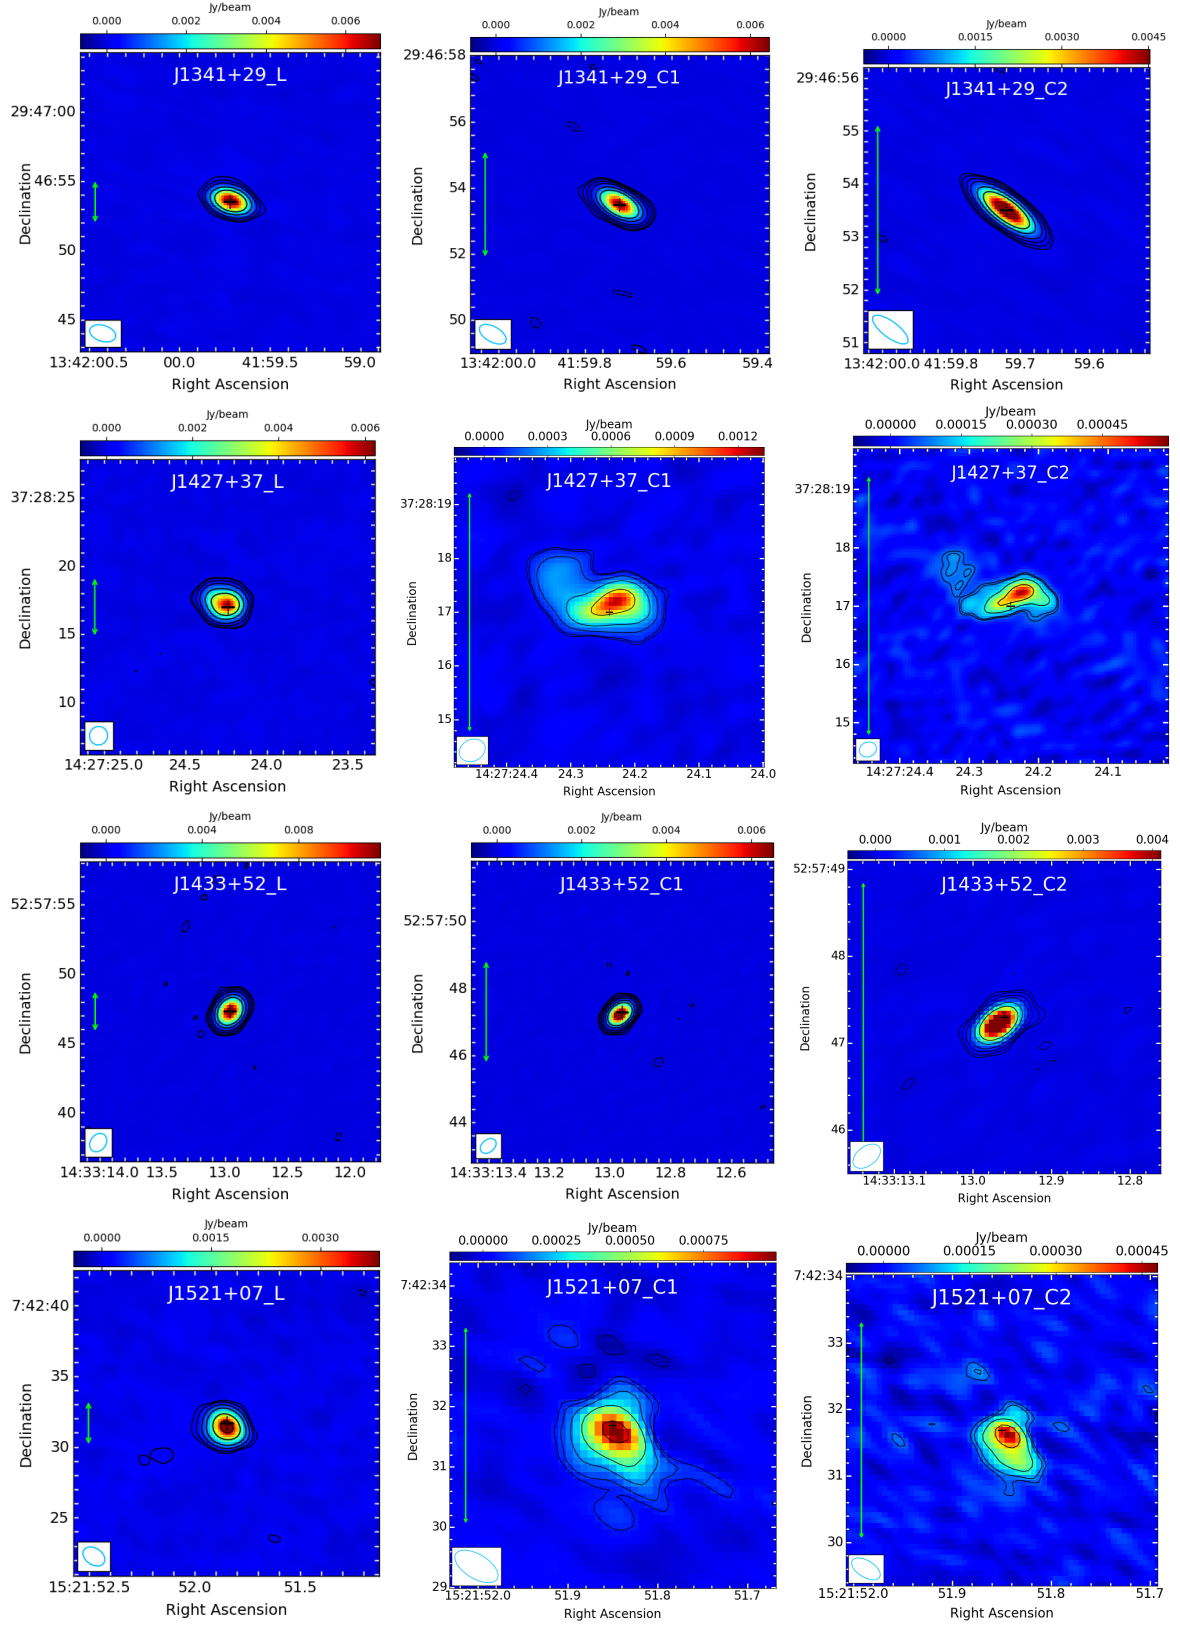 Jy/beam
0.000 0.002 0.004 0.006
J1341+29_L
29:47:00
46:55
50
45
Declination
13:42:00.5 00.0 41:59.5 59.0
Right Ascension
Jy/beam
0.000 0.002 0.004 0.006
J1341+29_C1
29:46:58
56
54
52
50
Declination
13:42:00.0 41:59.8 59.6 59.4
Right Ascension
Jy/beam
0.0000 0.0015 0.0030 0.0045
J1341+29_C2
29:46:56
55
54
53
52
51
Declination
13:42:00.0 41:59.8 59.7 59.6
Right Ascension
Jy/beam
0.000 0.002 0.004 0.006
J1427+37_L
37:28:25
20
15
10
Declination
14:27:25.0 24.5 24.0 23.5
Right Ascension
Jy/beam
0.0000 0.0003 0.0006 0.0009 0.0012
J1427+37_C1
37:28:19
18
17
16
15
Declination
14:27:24.4 24.3 24.2 24.1 24.0
Right Ascension
Jy/beam
0.00000 0.00015 0.00030 0.00045
J1427+37_C2
37:28:19
18
17
16
15
Declination
14:27:24.4 24.3 24.2 24.1
Right Ascension
Jy/beam
0.000 0.004 0.008
J1433+52_L
52:57:55
50
45
40
Declination
14:33:14.0 13.5 13.0 12.5 12.0
Right Ascension
Jy/beam
0.000 0.002 0.004 0.006
J1433+52_C1
52:57:50
48
46
44
Declination
14:33:13.4 13.2 12.96 12.8 12.6
Right Ascension
Jy/beam
0.000 0.001 0.002 0.003 0.004
J1433+52_C2
52:57:49
48
47
46
Declination
14:33:13.1 13.0 12.9 12.8
Right Ascension
Jy/beam
0.0000 0.0015 0.0030
J1521+07_L
7:42:40
35
30
25
Declination
15:21:52.5 52.0 51.5
Right Ascension
Jy/beam
0.00000 0.00025 0.00050 0.00075
J1521+07_C1
7:42:34
33
32
31
30
29
Declination
15:21:52.0 51.9 51.8 51.7
Right Ascension
Jy/beam
0.00000 0.00015 0.00030 0.00045
J1521+07_C2
7:42:34
33
32
31
30
Declination
15:21:52.0 51.9 51.8 51.7
Right Ascension